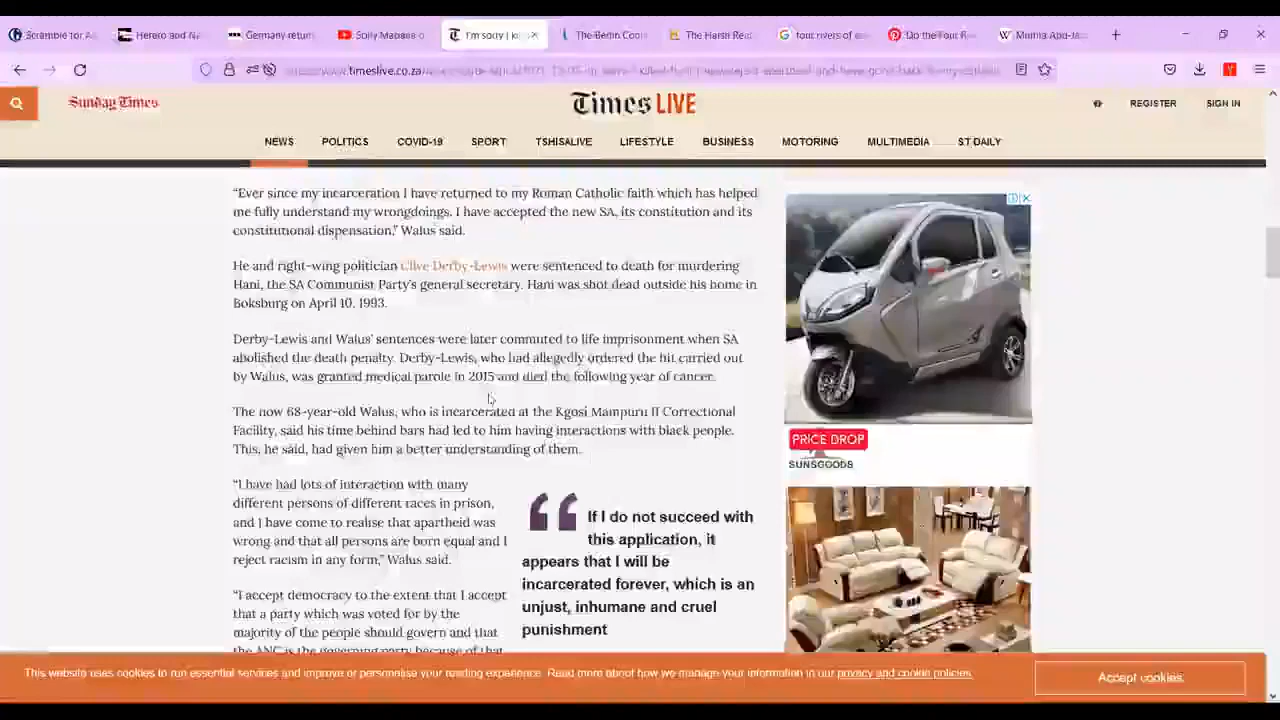 Scramble for A
Herero and Na
Germany return
Solly Mapaila o
I'm sorry I kil
The Berlin Con
The Harsh Real
four rivers of e
Do the Four R
Mumia Abu-Ja
www.timeslive.co.za
Sunday Times
Times LIVE
REGISTER
SIGN IN
NEWS
POLITICS
COVID-19
SPORT
TSHISALIVE
LIFESTYLE
BUSINESS
MOTORING
MULTIMEDIA
ST DAILY
“Ever since my incarceration I have returned to my Roman Catholic faith which has helped
me fully understand my wrongdoings. I have accepted the new SA, its constitution and its
constitutional dispensation,” Walus said.
He and right-wing politician Clive Derby-Lewis were sentenced to death for murdering
Hani, the SA Communist Party's general secretary. Hani was shot dead outside his home in
Boksburg on April 10, 1993.
Derby-Lewis and Walus' sentences were later commuted to life imprisonment when SA
abolished the death penalty. Derby-Lewis, who had allegedly ordered the hit carried out
by Walus, was granted medical parole in 2015 and died the following year of cancer.
The now 68-year-old Walus, who is incarcerated at the Kgosi Mampuru II Correctional
Facility, said his time behind bars had led to him having interactions with black people.
This, he said, had given him a better understanding of them.
“I have had lots of interaction with many
different persons of different races in prison,
and I have come to realise that apartheid was
wrong and that all persons are born equal and I
reject racism in any form,” Walus said.
“I accept democracy to the extent that I accept
that a party which was voted for by the
majority of the people should govern and that
the ANC is the governing party because of that
If I do not succeed with
this application, it
appears that I will be
incarcerated forever, which is an
unjust, inhumane and cruel
punishment
PRICE DROP
SUNSGOODS
This website uses cookies to run essential services and improve or personalise your reading experience. Read more about how we manage your information in our privacy and cookie policies.
Accept cookies.